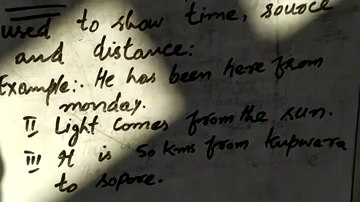 used to show time, source
and distance:
Example:. He has been here from
monday.
II Light comes from the sun.
III It is 50 kms from kupwara
to sopore.